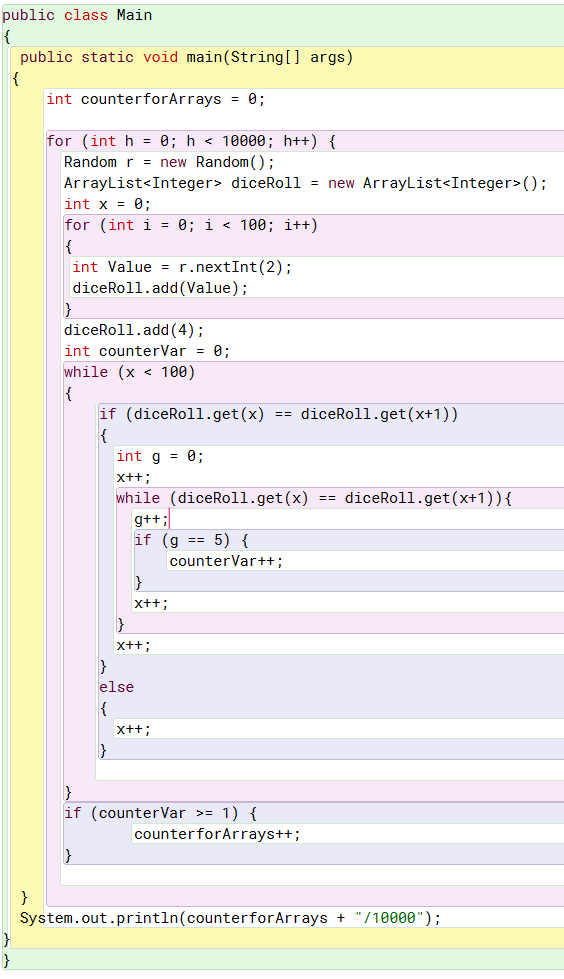 public class Main
{
public static void main(String[] args)
{
int counterforArrays = 0;
for (int h = 0; h < 10000; h++) {
Random r = new Random();
ArrayList<Integer> diceRoll = new ArrayList<Integer>();
int x = 0;
for (int i = 0; i < 100; i++)
{
int Value = r.nextInt(2);
diceRoll.add(Value);
}
diceRoll.add(4);
int counterVar = 0;
while (x < 100)
{
if (diceRoll.get(x) == diceRoll.get(x+1))
{
int g = 0;
x++;
while (diceRoll.get(x) == diceRoll.get(x+1)){
g++;
if (g == 5) {
counterVar++;
}
x++;
}
x++;
}
else
{
x++;
}
}
if (counterVar >= 1) {
counterforArrays++;
}
}
System.out.println(counterforArrays + "/10000");
}
}